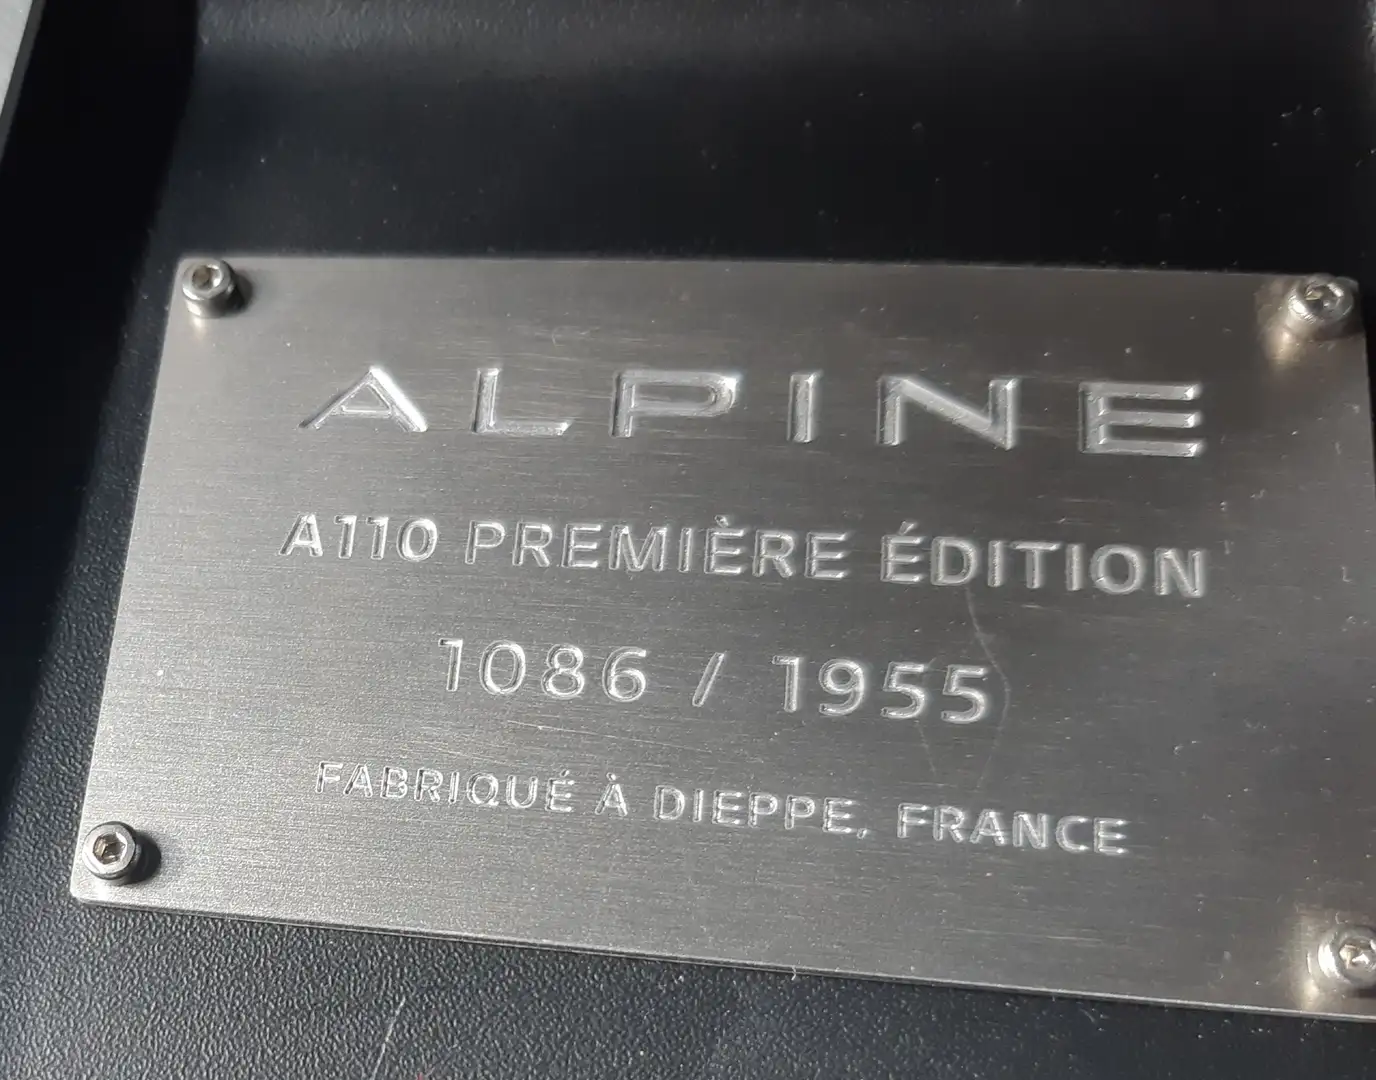 ALPINE
A110 PREMIÈRE ÉDITION
1086 / 1955
FABRIQUÉ À DIEPPE, FRANCE